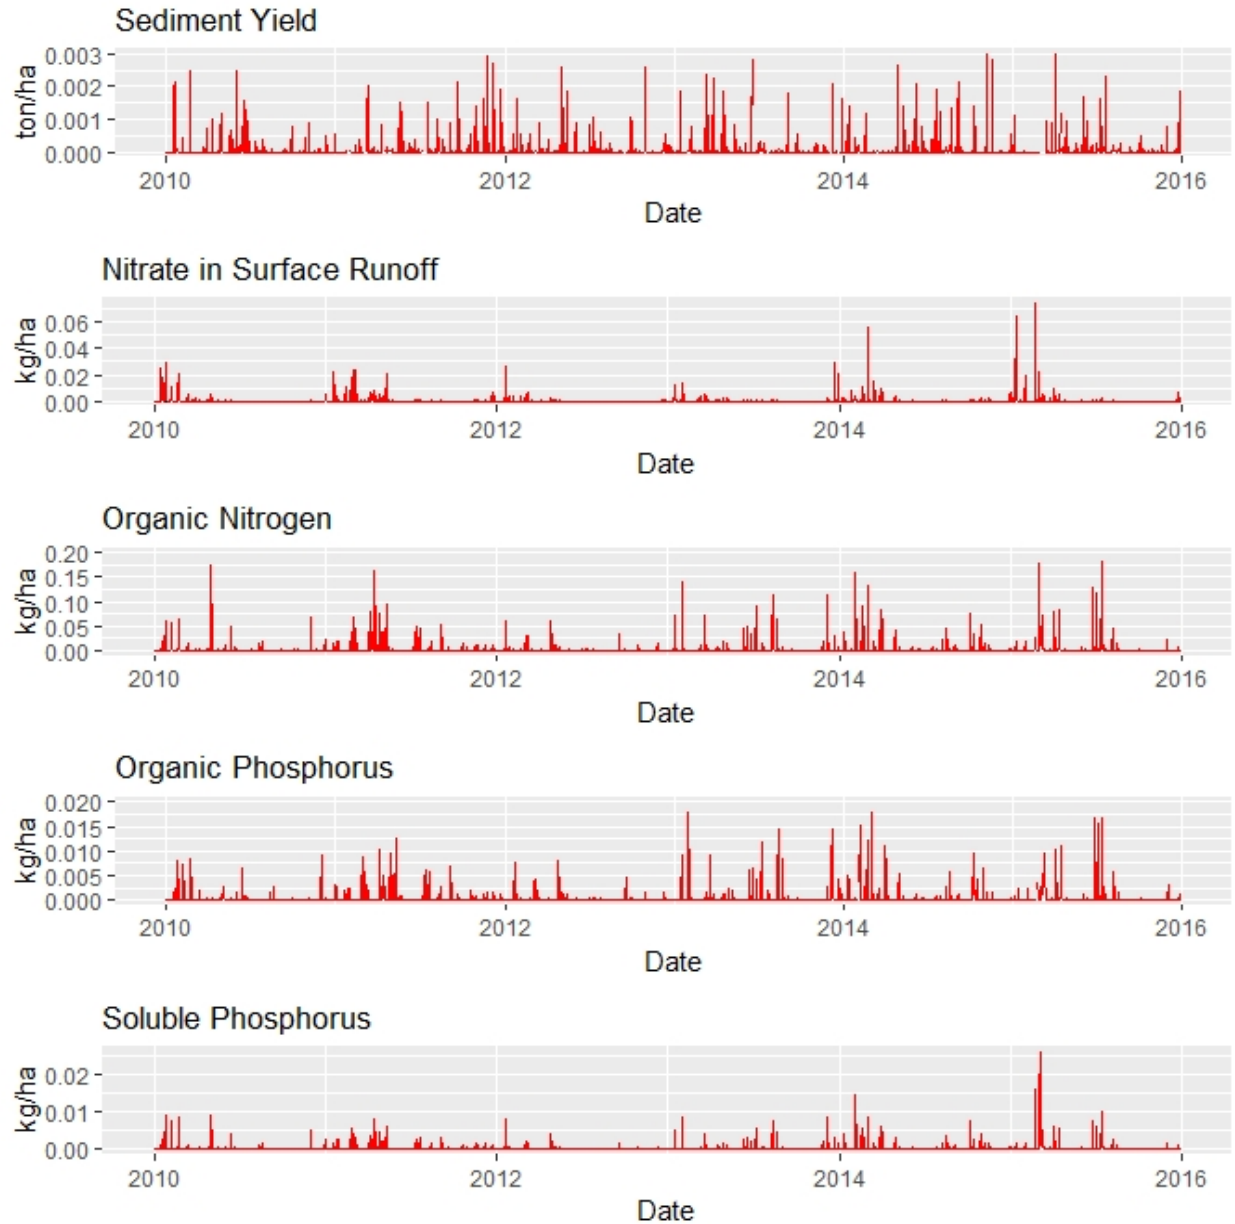 Sediment Yield
ton/ha
0.003
0.002
0.001
0.000
2010 2012 2014 2016
Date
Nitrate in Surface Runoff
kg/ha
0.06
0.04
0.02
0.00
2010 2012 2014 2016
Date
Organic Nitrogen
kg/ha
0.20
0.15
0.10
0.05
0.00
2010 2012 2014 2016
Date
Organic Phosphorus
kg/ha
0.020
0.015
0.010
0.005
0.000
2010 2012 2014 2016
Date
Soluble Phosphorus
kg/ha
0.02
0.01
0.00
2010 2012 2014 2016
Date